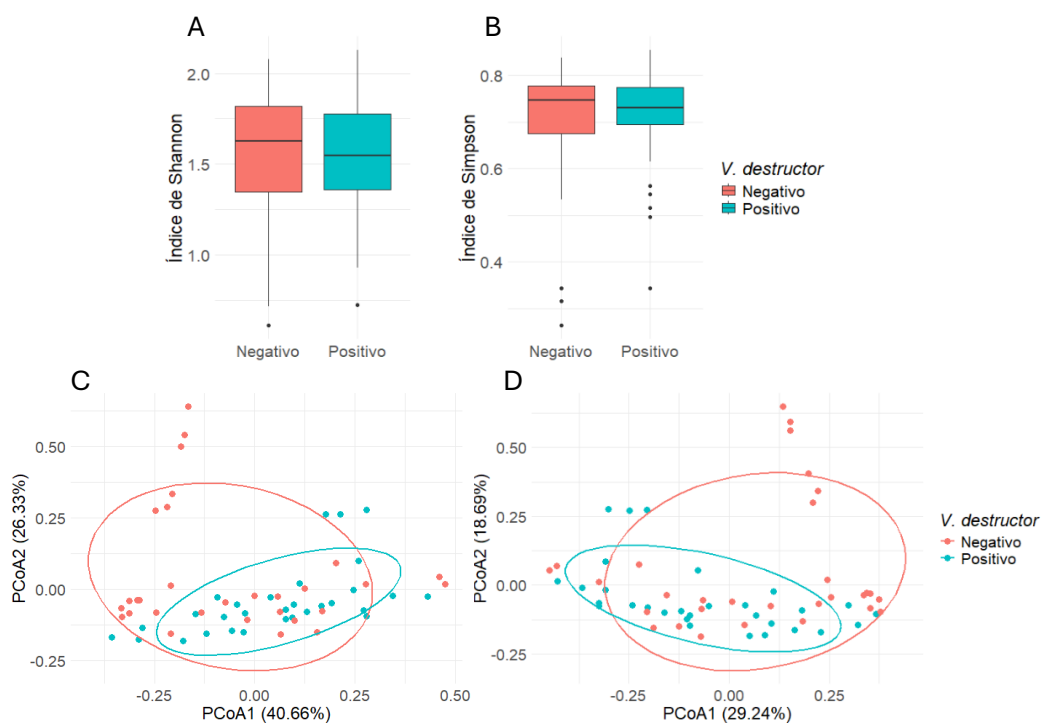 A
B
Índice de Shannon
2.0
1.5
1.0
Negativo
Positivo
Índice de Simpson
0.8
0.6
0.4
Negativo
Positivo
V. destructor
Negativo
Positivo
C
D
PCoA2 (26.33%)
0.50
0.25
0.00
-0.25
-0.25
0.00
0.25
0.50
PCoA1 (40.66%)
PCoA2 (18.69%)
0.50
0.25
0.00
-0.25
-0.25
0.00
0.25
PCoA1 (29.24%)
V. destructor
Negativo
Positivo